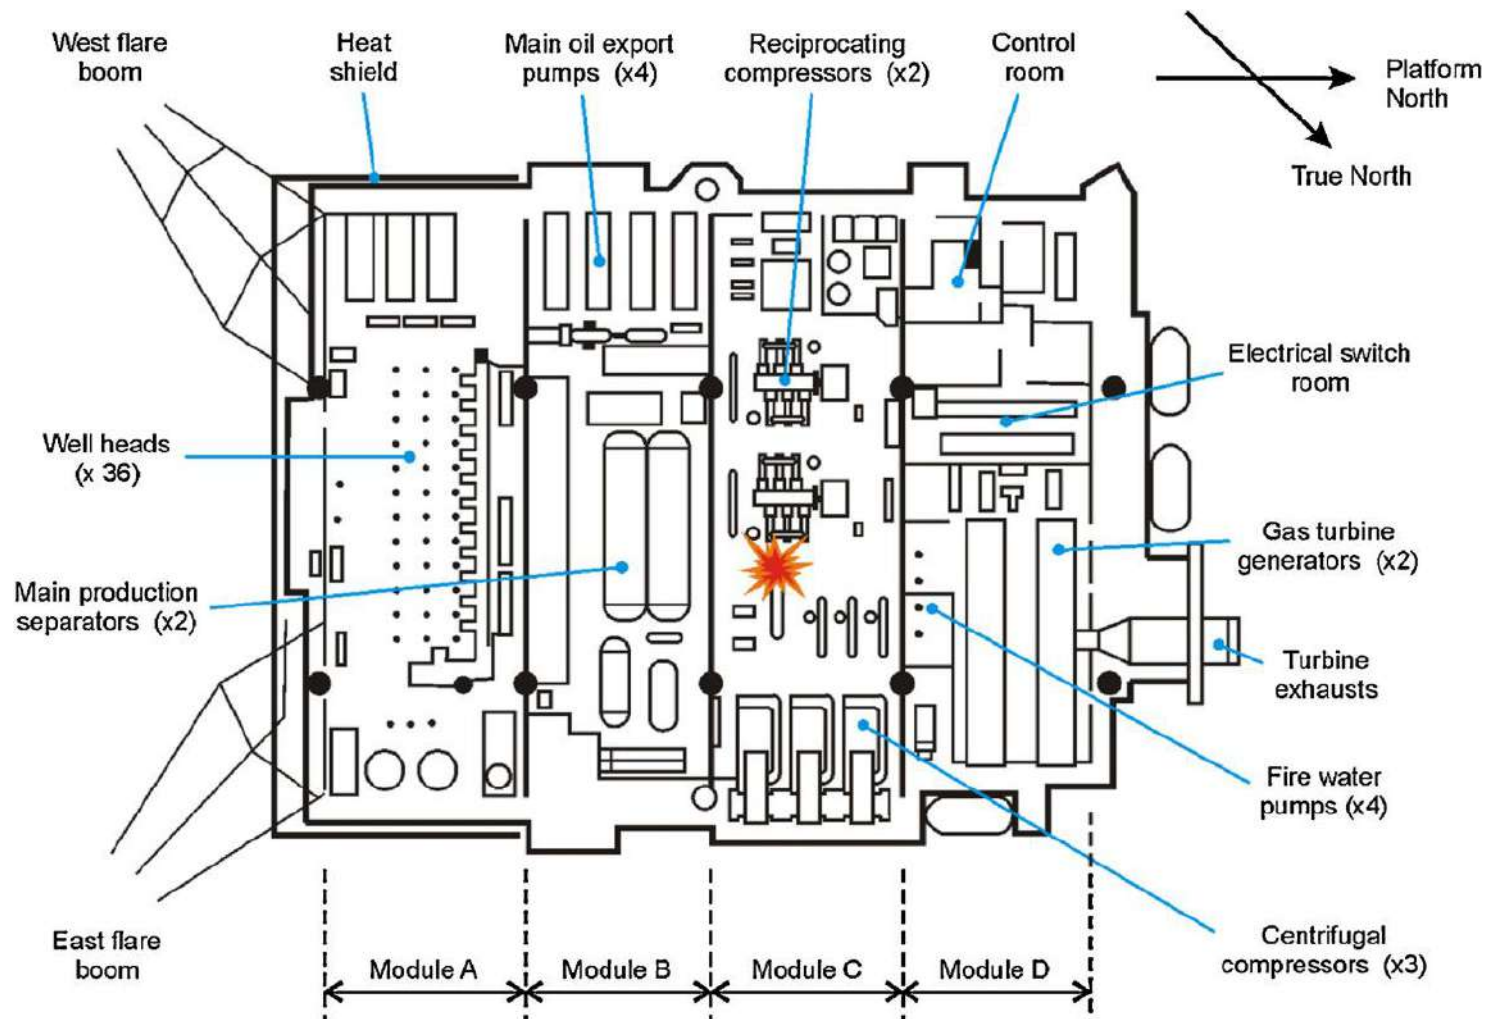 West flare
boom
Heat
shield
Main oil export
pumps (x4)
Reciprocating
compressors (x2)
Control
room
Platform
North
True North
Electrical switch
room
Well heads
(x 36)
Gas turbine
generators (x2)
Main production
separators (x2)
Turbine
exhausts
Fire water
pumps (x4)
East flare
boom
Centrifugal
compressors (x3)
Module A
Module B
Module C
Module D